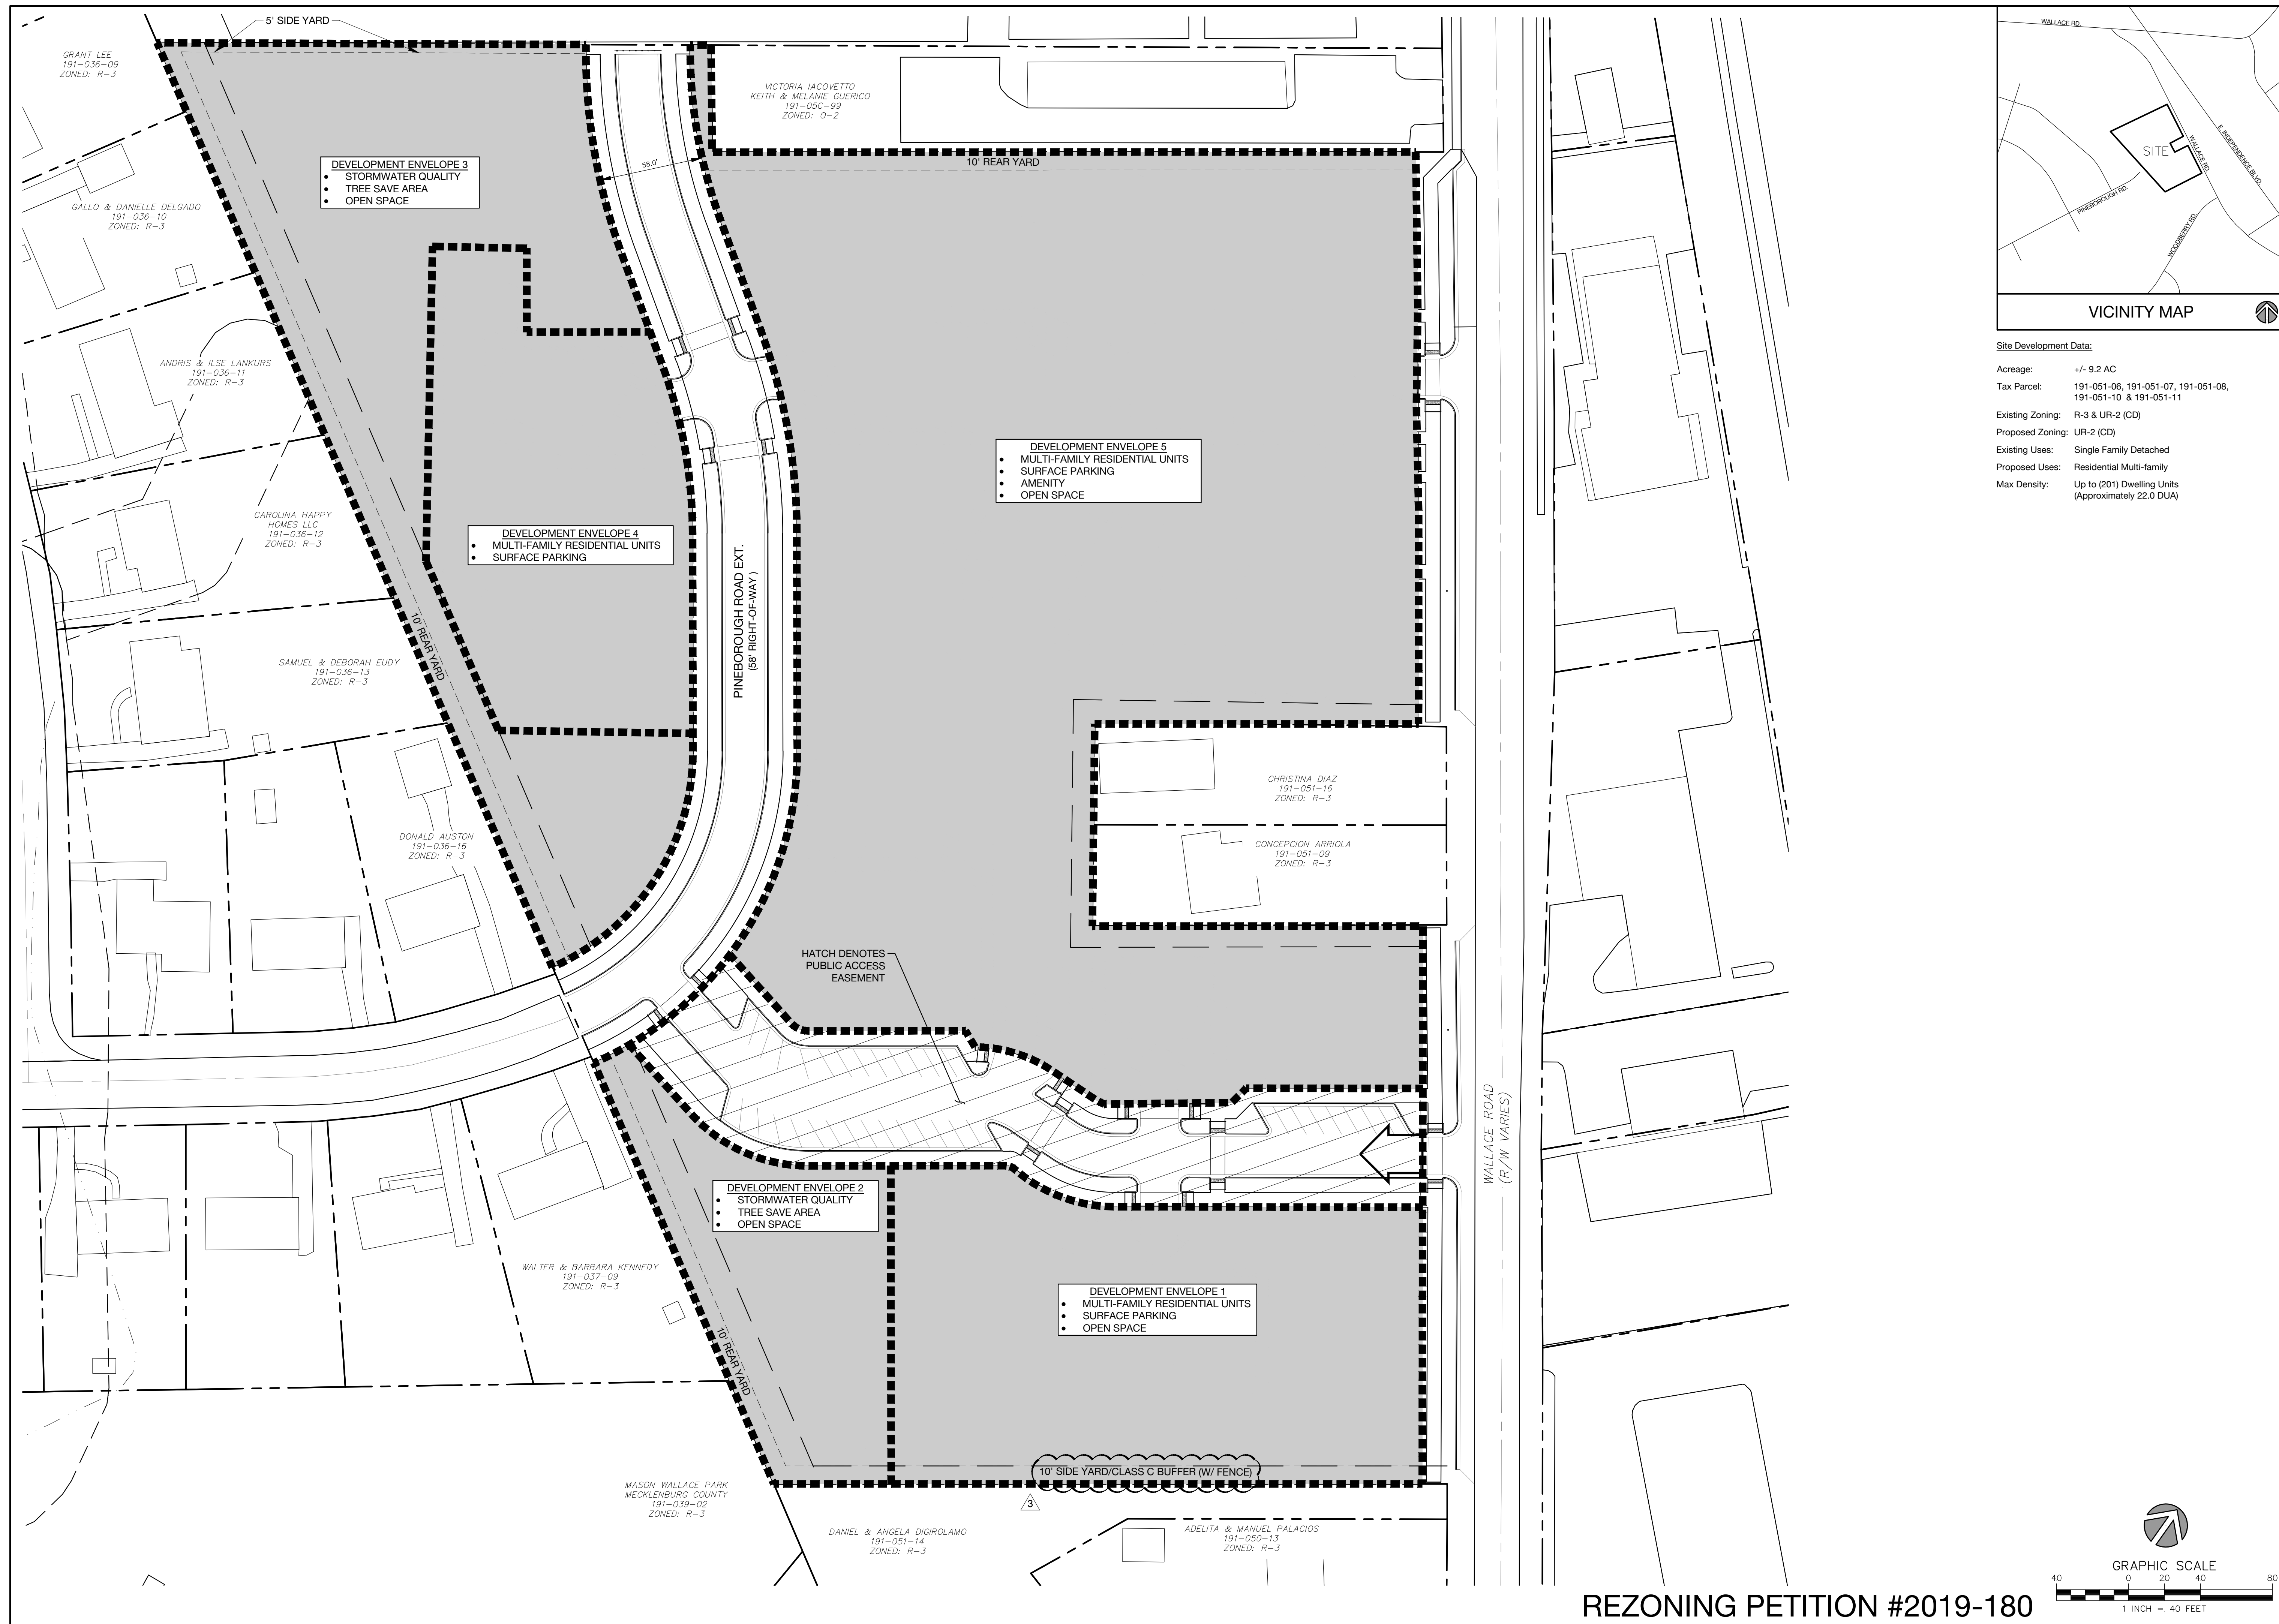 5' SIDE YARD
GRANT LEE
191-036-09
ZONED: R-3
VICTORIA IACOVETTO
KEITH & MELANIE GUERICO
191-05C-99
ZONED: O-2
10' REAR YARD
58.0'
DEVELOPMENT ENVELOPE 3
• STORMWATER QUALITY
• TREE SAVE AREA
• OPEN SPACE
GALLO & DANIELLE DELGADO
191-036-10
ZONED: R-3
ANDRIS & ILSE LANKURS
191-036-11
ZONED: R-3
DEVELOPMENT ENVELOPE 5
• MULTI-FAMILY RESIDENTIAL UNITS
• SURFACE PARKING
• AMENITY
• OPEN SPACE
CAROLINA HAPPY
HOMES LLC
191-036-12
ZONED: R-3
DEVELOPMENT ENVELOPE 4
• MULTI-FAMILY RESIDENTIAL UNITS
• SURFACE PARKING
PINEBOROUGH ROAD EXT.
(58' RIGHT-OF-WAY )
10' REAR YARD
SAMUEL & DEBORAH EUDY
191-036-13
ZONED: R-3
CHRISTINA DIAZ
191-051-16
ZONED: R-3
DONALD AUSTON
191-036-16
ZONED: R-3
CONCEPCION ARRIOLA
191-051-09
ZONED: R-3
HATCH DENOTES
PUBLIC ACCESS
EASEMENT
WALLACE ROAD
(R/W VARIES)
DEVELOPMENT ENVELOPE 2
• STORMWATER QUALITY
• TREE SAVE AREA
• OPEN SPACE
WALTER & BARBARA KENNEDY
191-037-09
ZONED: R-3
DEVELOPMENT ENVELOPE 1
• MULTI-FAMILY RESIDENTIAL UNITS
• SURFACE PARKING
• OPEN SPACE
10' REAR YARD
10' SIDE YARD/CLASS C BUFFER (W/ FENCE)
3
MASON WALLACE PARK
MECKLENBURG COUNTY
191-039-02
ZONED: R-3
DANIEL & ANGELA DIGIROLAMO
191-051-14
ZONED: R-3
ADELITA & MANUEL PALACIOS
191-050-13
ZONED: R-3
WALLACE RD.
E. INDEPENDENCE BLVD.
WALLACE RD.
SITE
PINEBOROUGH RD.
WOODBERRY RD.
VICINITY MAP
Site Development Data:
Acreage: +/- 9.2 AC
Tax Parcel: 191-051-06, 191-051-07, 191-051-08,
191-051-10 & 191-051-11
Existing Zoning: R-3 & UR-2 (CD)
Proposed Zoning: UR-2 (CD)
Existing Uses: Single Family Detached
Proposed Uses: Residential Multi-family
Max Density: Up to (201) Dwelling Units
(Approximately 22.0 DUA)
GRAPHIC SCALE
40 0 20 40 80
1 INCH = 40 FEET
REZONING PETITION #2019-180